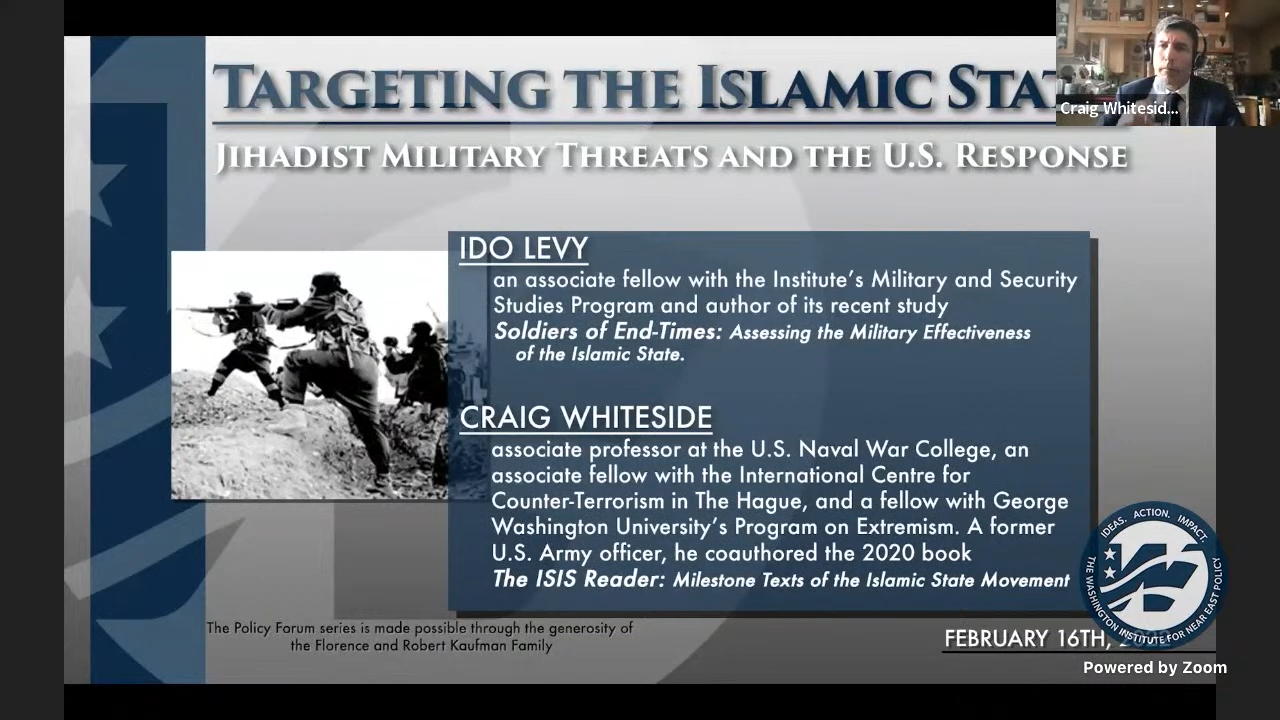 TARGETING THE ISLAMIC STAT
Craig Whitesid...
JIHADIST MILITARY THREATS AND THE U.S. RESPONSE
IDO LEVY
an associate fellow with the Institute's Military and Security
Studies Program and author of its recent study
Soldiers of End-Times: Assessing the Military Effectiveness
of the Islamic State.
CRAIG WHITESIDE
associate professor at the U.S. Naval War College, an
associate fellow with the International Centre for
Counter-Terrorism in The Hague, and a fellow with George
Washington University's Program on Extremism. A former
U.S. Army officer, he coauthored the 2020 book
The ISIS Reader: Milestone Texts of the Islamic State Movement
IDEAS. ACTION. IMPACT.
THE WASHINGTON INSTITUTE FOR NEAR EAST POLICY
The Policy Forum series is made possible through the generosity of
the Florence and Robert Kaufman Family
FEBRUARY 16TH,
Powered by Zoom